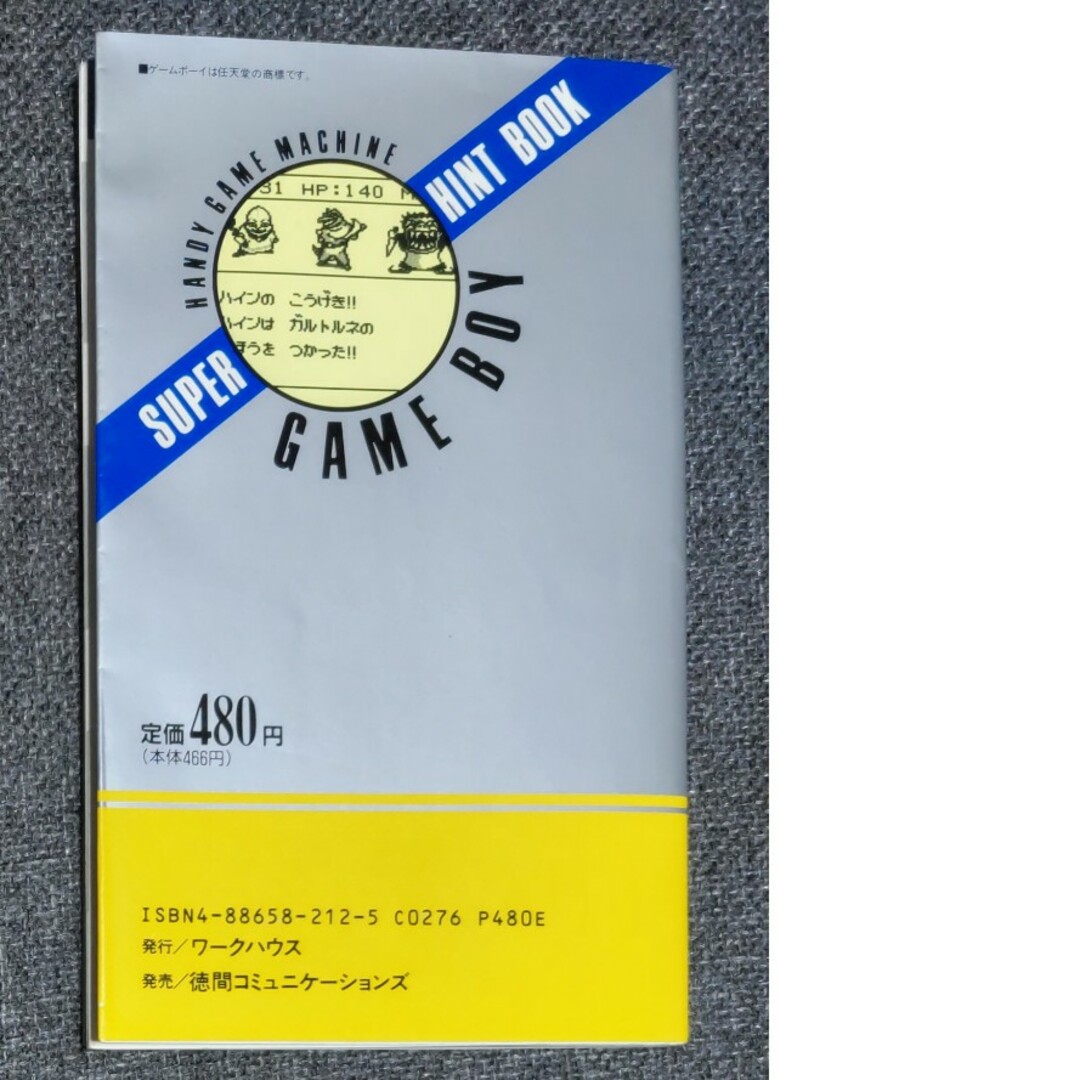 ■ゲームボーイは任天堂の商標です。
HANDY GAME MACHINE
SUPER HINT BOOK
31 HP:140 M
ハインの こうげき!!
ハインは ガルトルネの
ほうを つかった!!
GAME BOY
定価480円
(本体466円)
ISBN4-88658-212-5 C0276 P480E
発行/ワークハウス
発売/徳間コミュニケーションズ